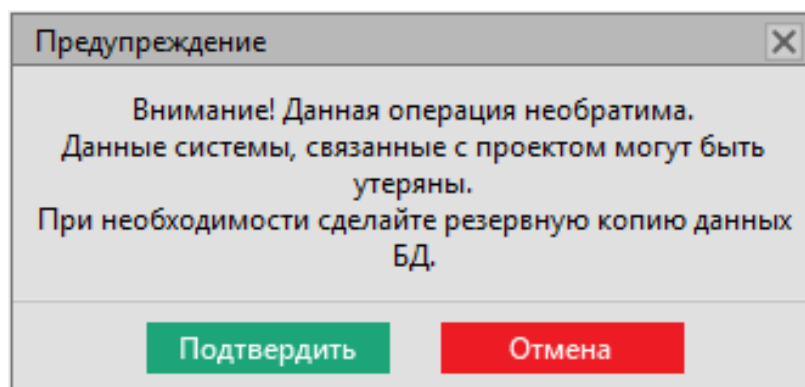 Предупреждение
Внимание! Данная операция необратима.
Данные системы, связанные с проектом могут быть
утеряны.
При необходимости сделайте резервную копию данных
БД.
Подтвердить
Отмена